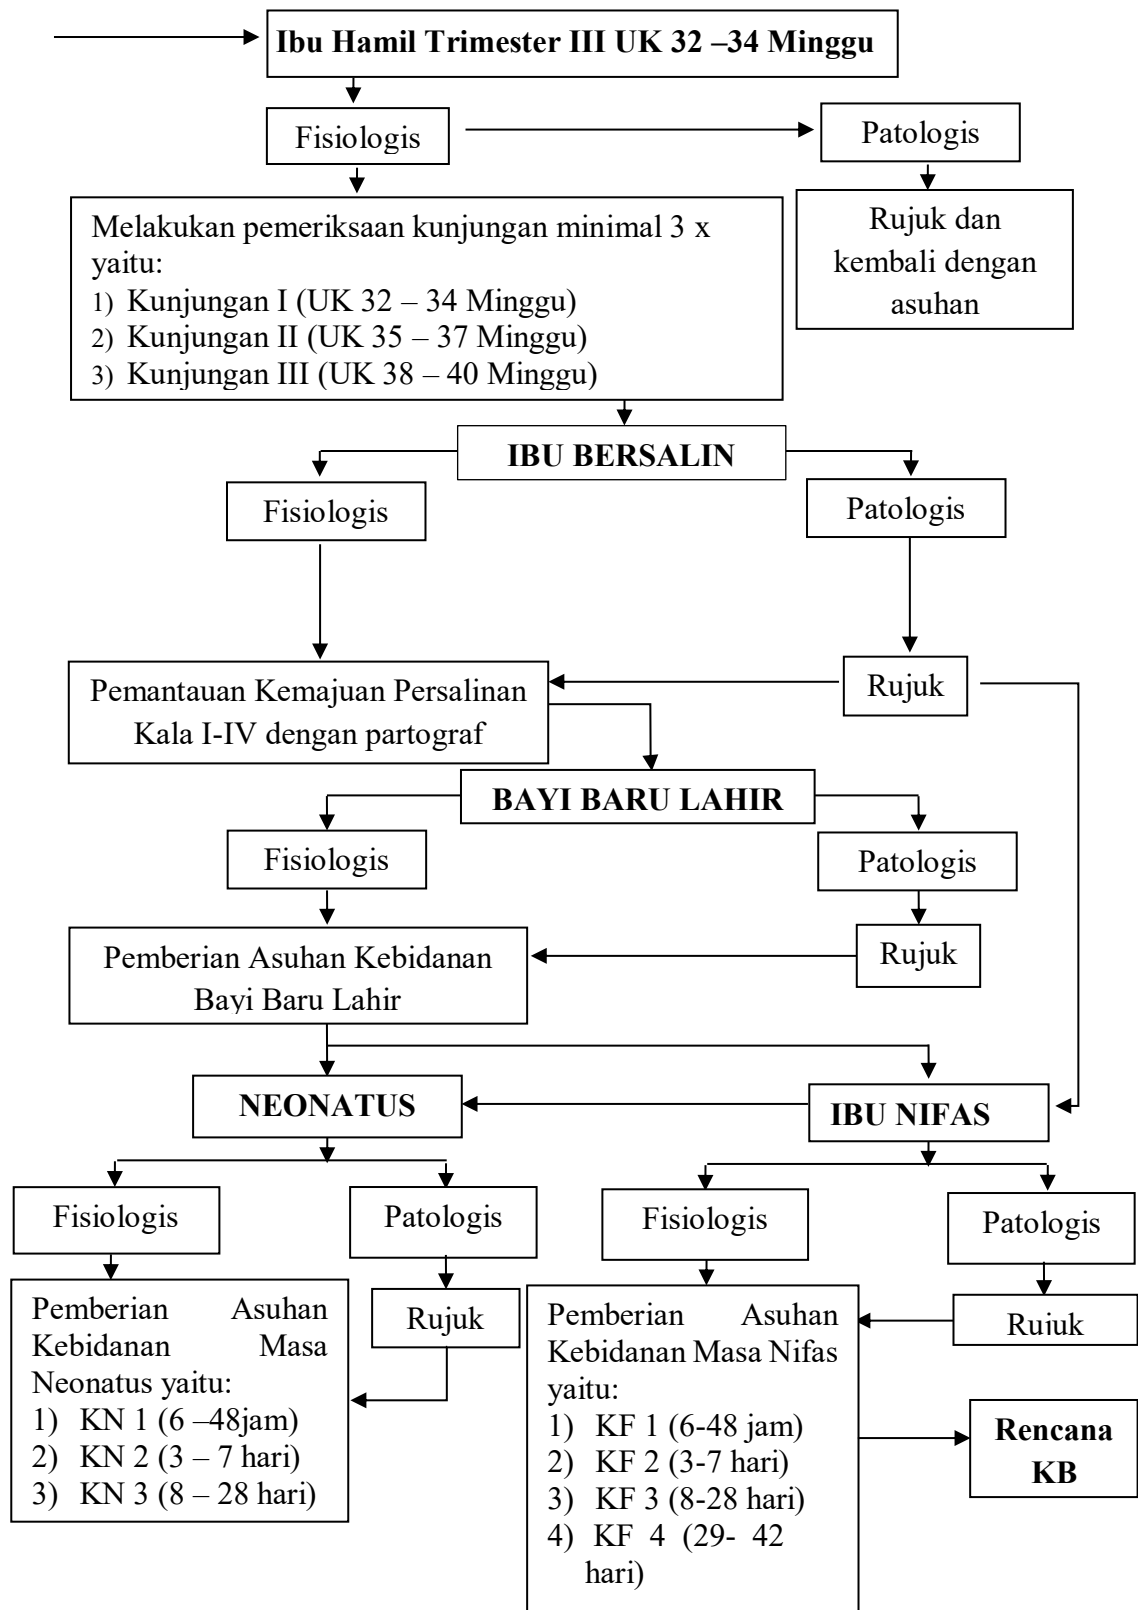 Ibu Hamil Trimester III UK 32 –34 Minggu
Fisiologis
Patologis
Melakukan pemeriksaan kunjungan minimal 3 x
yaitu:
1) Kunjungan I (UK 32 – 34 Minggu)
2) Kunjungan II (UK 35 – 37 Minggu)
3) Kunjungan III (UK 38 – 40 Minggu)
Rujuk dan
kembali dengan
asuhan
IBU BERSALIN
Fisiologis
Patologis
Pemantauan Kemajuan Persalinan
Kala I-IV dengan partograf
Rujuk
BAYI BARU LAHIR
Fisiologis
Patologis
Pemberian Asuhan Kebidanan
Bayi Baru Lahir
Rujuk
NEONATUS
IBU NIFAS
Fisiologis
Patologis
Fisiologis
Patologis
Pemberian Asuhan
Kebidanan Masa
Neonatus yaitu:
1) KN 1 (6 –48jam)
2) KN 2 (3 – 7 hari)
3) KN 3 (8 – 28 hari)
Rujuk
Pemberian Asuhan
Kebidanan Masa Nifas
yaitu:
1) KF 1 (6-48 jam)
2) KF 2 (3-7 hari)
3) KF 3 (8-28 hari)
4) KF 4 (29- 42
hari)
Rujuk
Rencana
KB